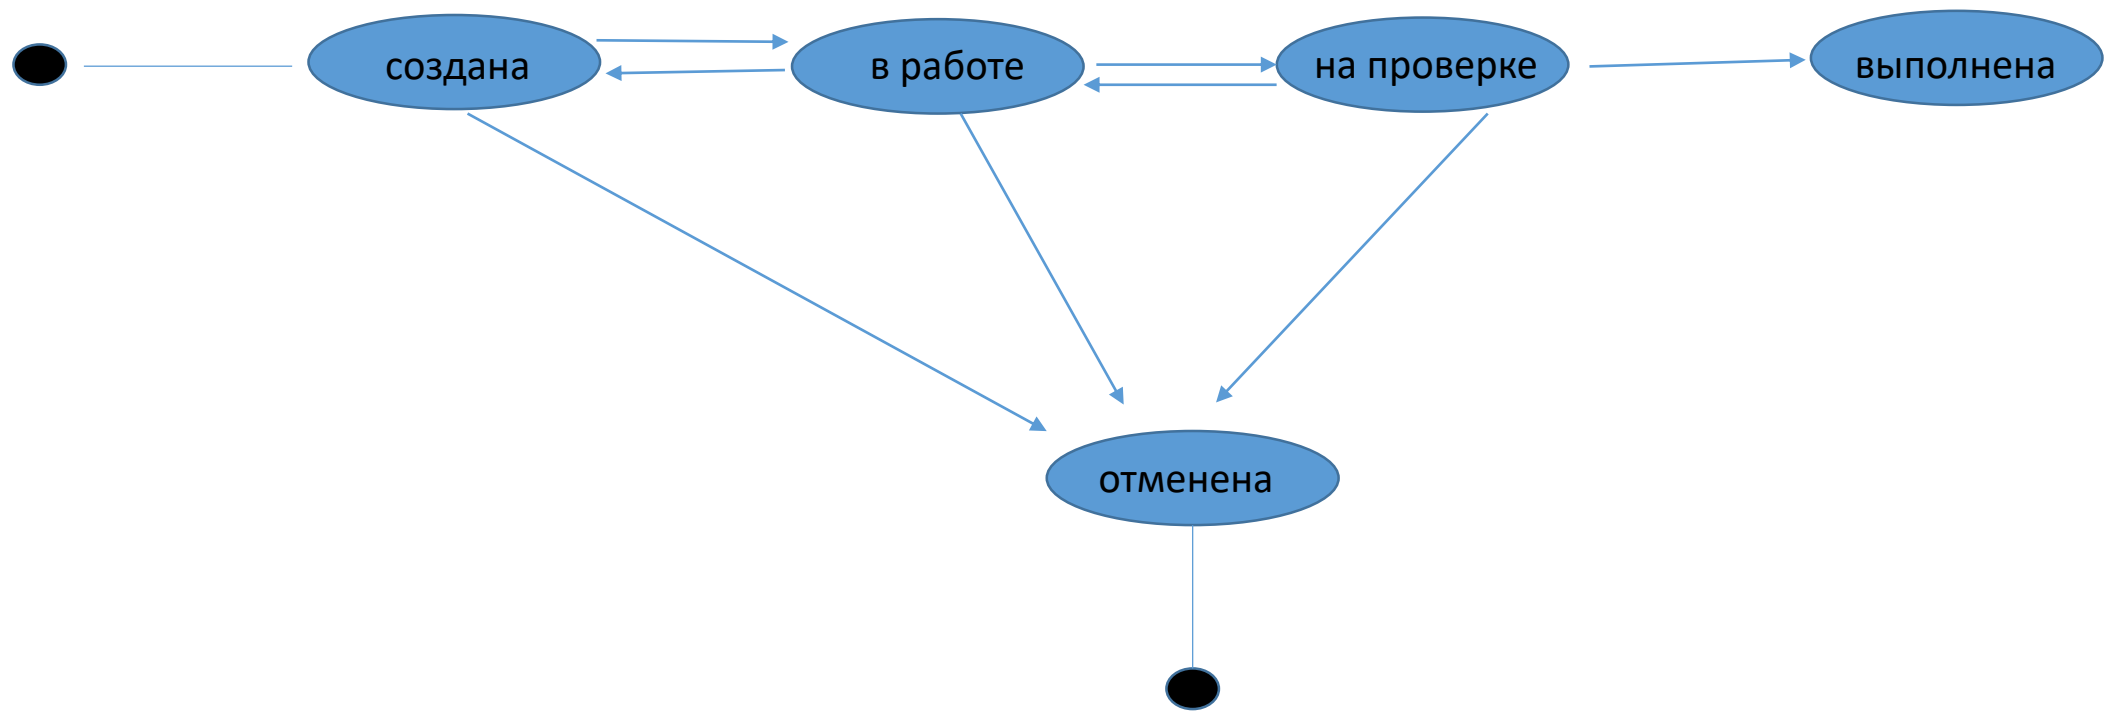 создана
в работе
на проверке
выполнена
отменена